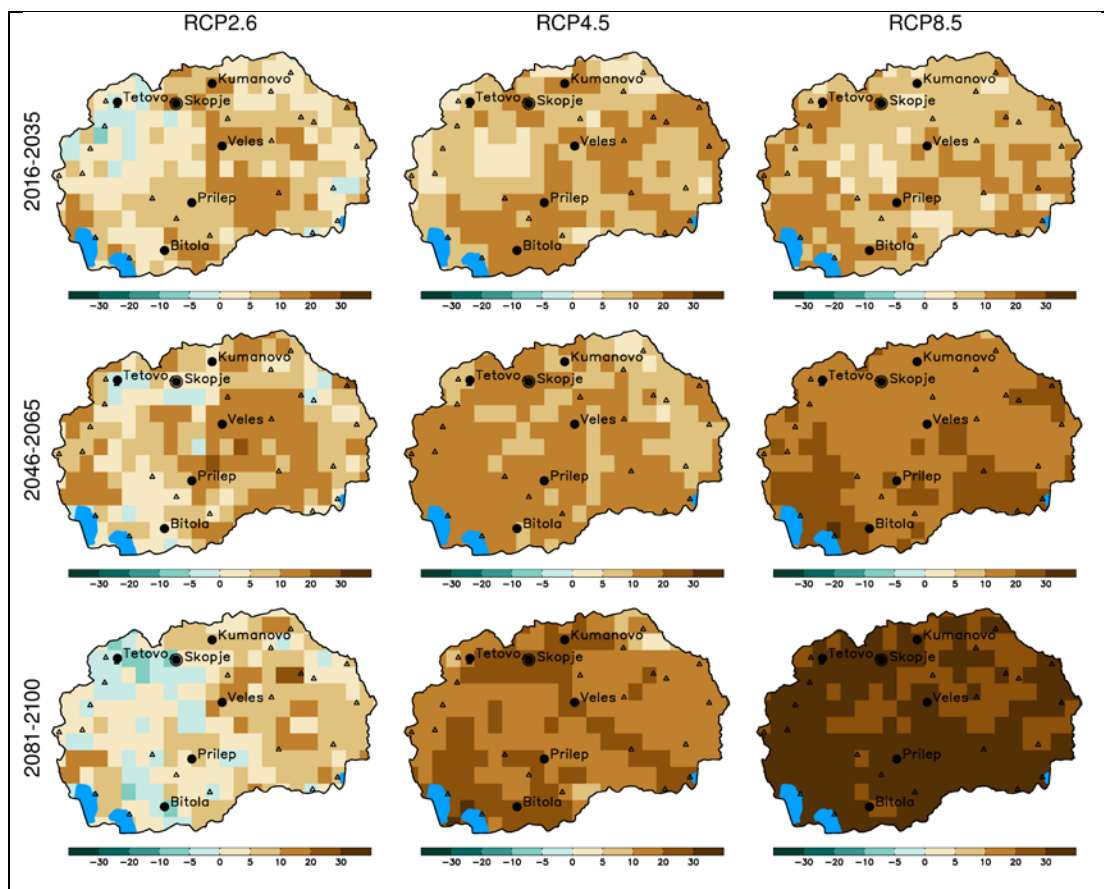 RCP2.6 RCP4.5 RCP8.5
2016-2035
Kumanovo Kumanovo Kumanovo
Tetovo Skopje Tetovo Skopje Tetovo Skopje
Veles Veles Veles
Prilep Prilep Prilep
Bitola Bitola Bitola
-30 -20 -10 -5 0 5 10 20 30 -30 -20 -10 -5 0 5 10 20 30 -30 -20 -10 -5 0 5 10 20 30
2046-2065
Kumanovo Kumanovo Kumanovo
Tetovo Skopje Tetovo Skopje Tetovo Skopje
Veles Veles Veles
Prilep Prilep Prilep
Bitola Bitola Bitola
-30 -20 -10 -5 0 5 10 20 30 -30 -20 -10 -5 0 5 10 20 30 -30 -20 -10 -5 0 5 10 20 30
2081-2100
Kumanovo Kumanovo Kumanovo
Tetovo Skopje Tetovo Skopje Tetovo Skopje
Veles Veles Veles
Prilep Prilep Prilep
Bitola Bitola Bitola
-30 -20 -10 -5 0 5 10 20 30 -30 -20 -10 -5 0 5 10 20 30 -30 -20 -10 -5 0 5 10 20 30